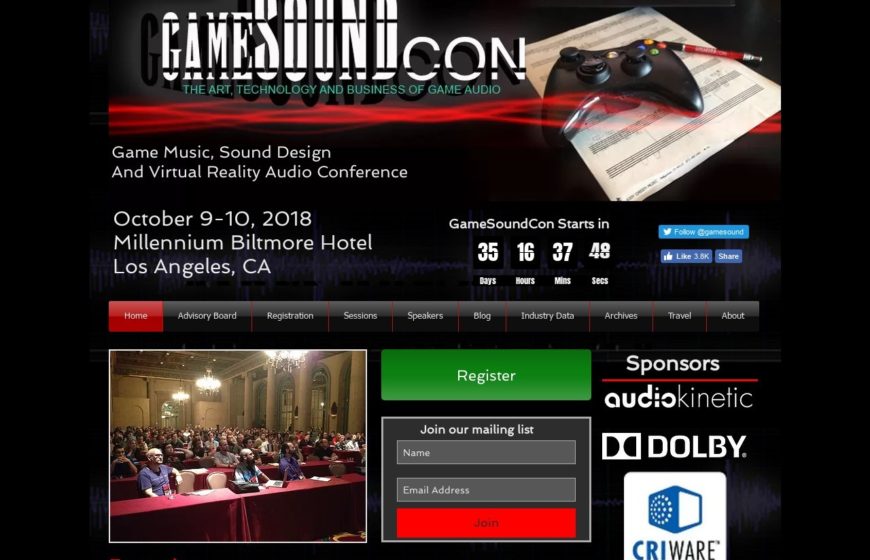 GAMESOUNDCON
THE ART, TECHNOLOGY AND BUSINESS OF GAME AUDIO
Game Music, Sound Design
And Virtual Reality Audio Conference
October 9-10, 2018
Millennium Biltmore Hotel
Los Angeles, CA
GameSoundCon Starts in
35 16 37 48
Days Hours Mins Secs
Follow @gamesound
Like 3.8K Share
Home Advisory Board Registration Sessions Speakers Blog Industry Data Archives Travel About
Register
Join our mailing list
Name
Email Address
Join
Sponsors
audiokinetic
DOLBY
CRIWARE™